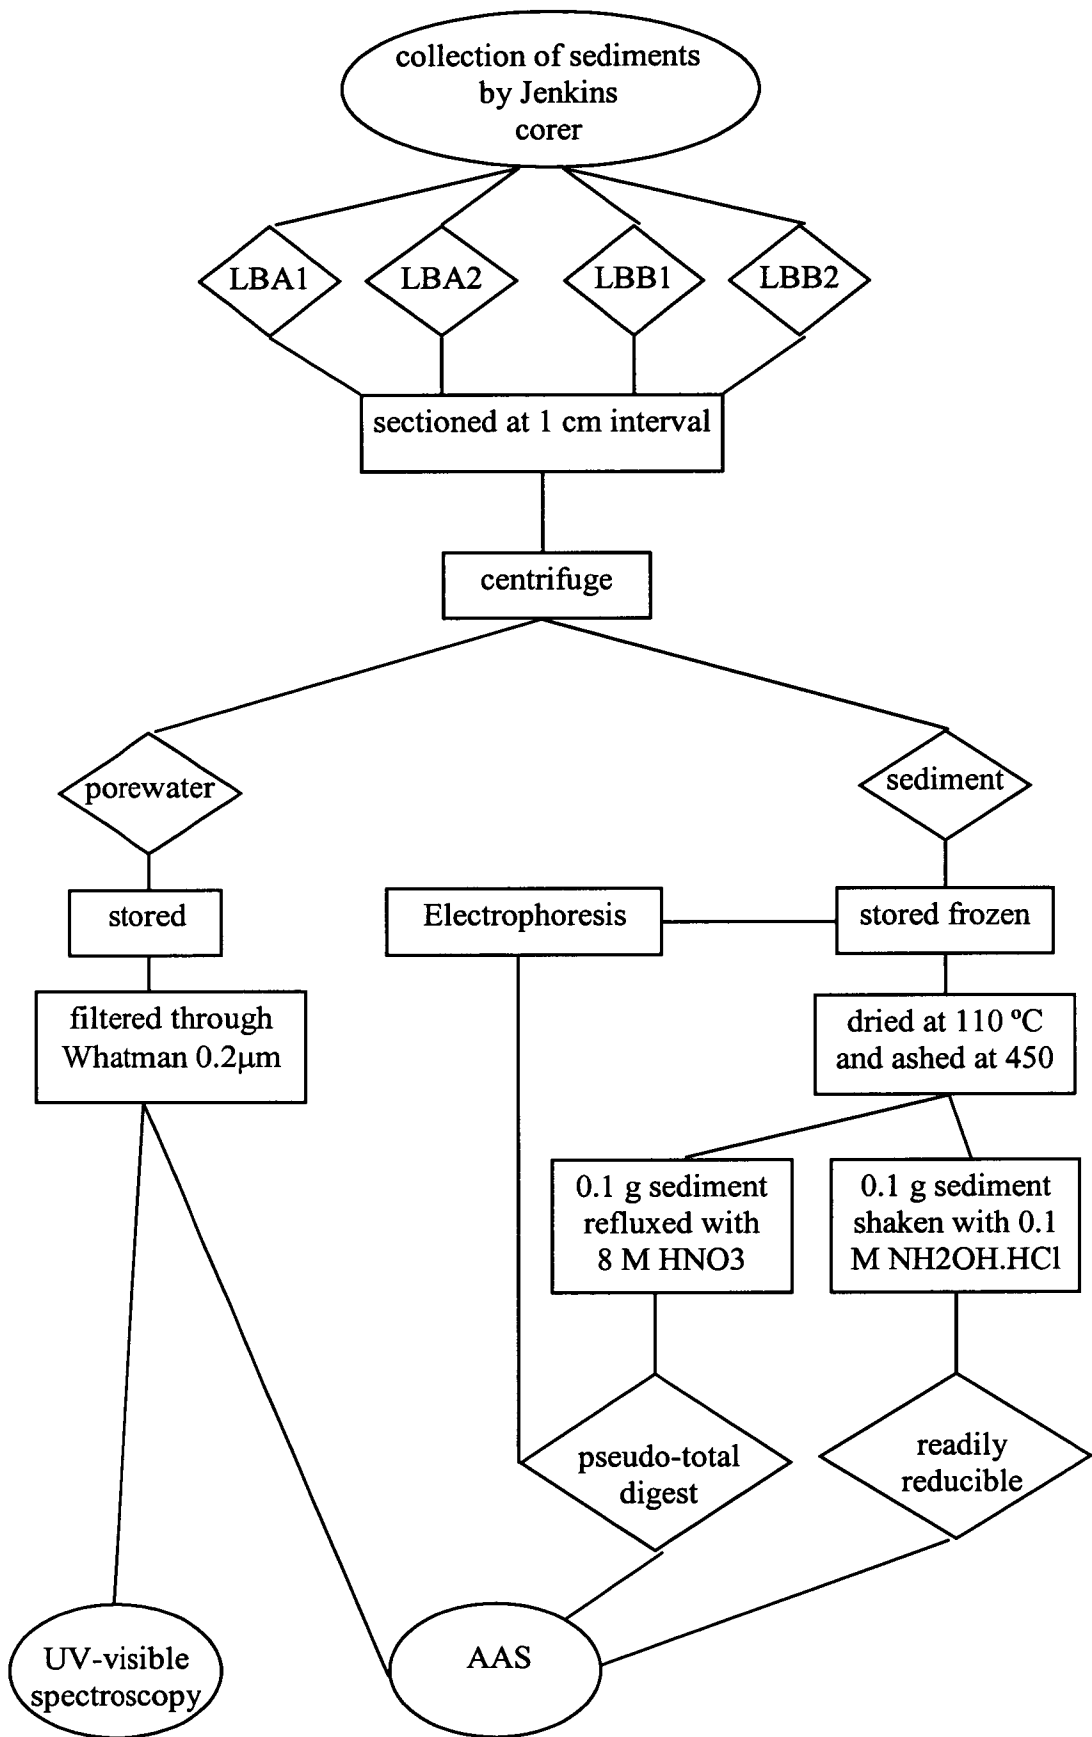 collection of sediments
by Jenkins
corer
LBA1
LBA2
LBB1
LBB2
sectioned at 1 cm interval
centrifuge
porewater
sediment
stored
Electrophoresis
stored frozen
filtered through
Whatman 0.2µm
dried at 110 ºC
and ashed at 450
0.1 g sediment
refluxed with
8 M HNO3
0.1 g sediment
shaken with 0.1
M NH2OH.HCl
pseudo-total
digest
readily
reducible
UV-visible
spectroscopy
AAS